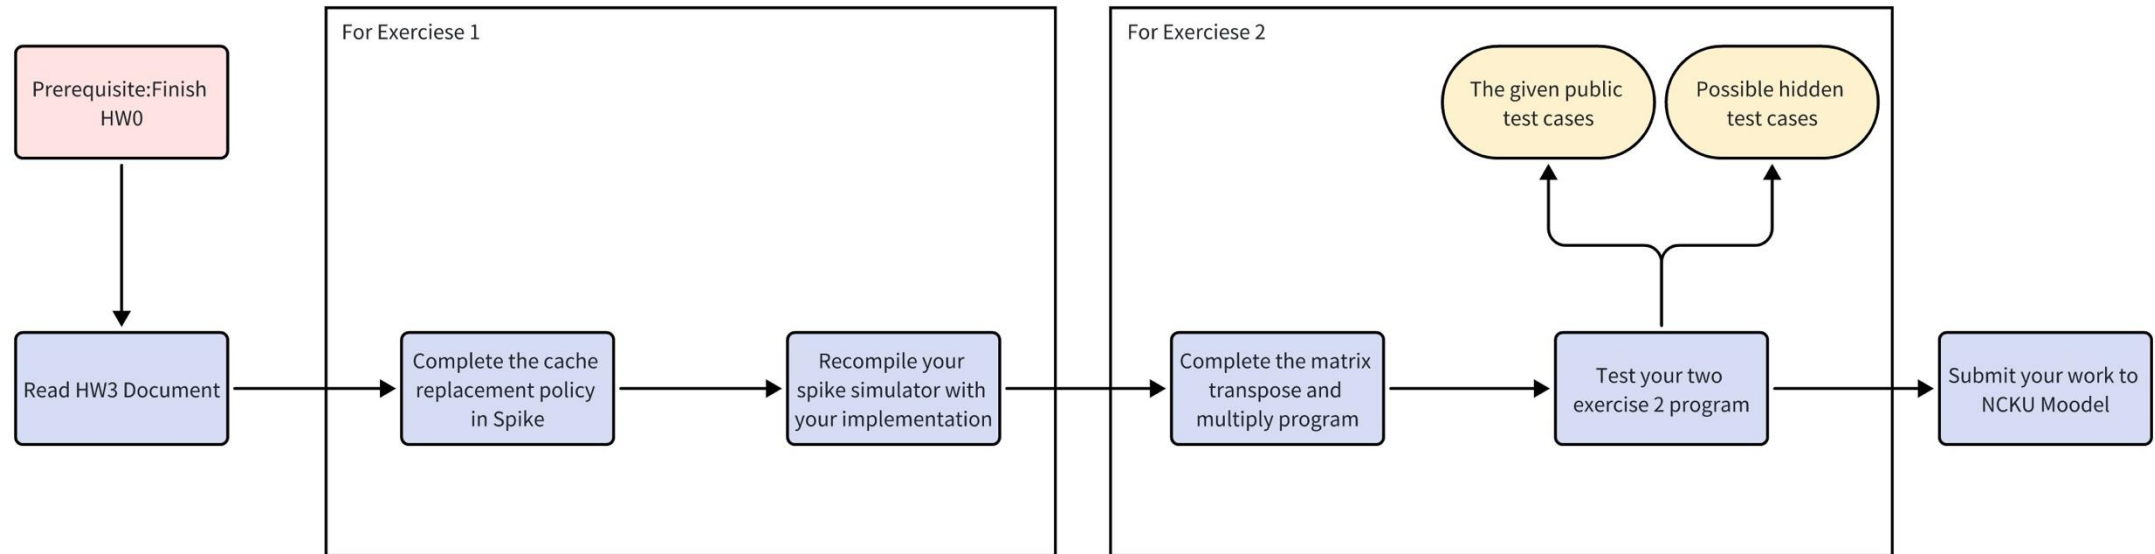 Prerequisite:Finish
HW0
Read HW3 Document
For Exerciese 1
Complete the cache
replacement policy
in Spike
Recompile your
spike simulator with
your implementation
For Exerciese 2
The given public
test cases
Possible hidden
test cases
Complete the matrix
transpose and
multiply program
Test your two
exercise 2 program
Submit your work to
NCKU Moodel